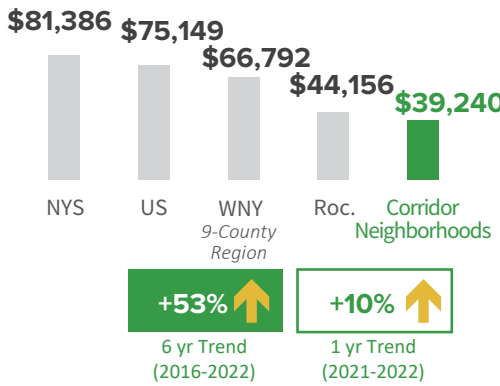 $81,386
$75,149
$66,792
$44,156
$39,240
NYS
US
WNY
9-County
Region
Roc.
Corridor
Neighborhoods
+53%
6 yr Trend
(2016-2022)
+10%
1 yr Trend
(2021-2022)